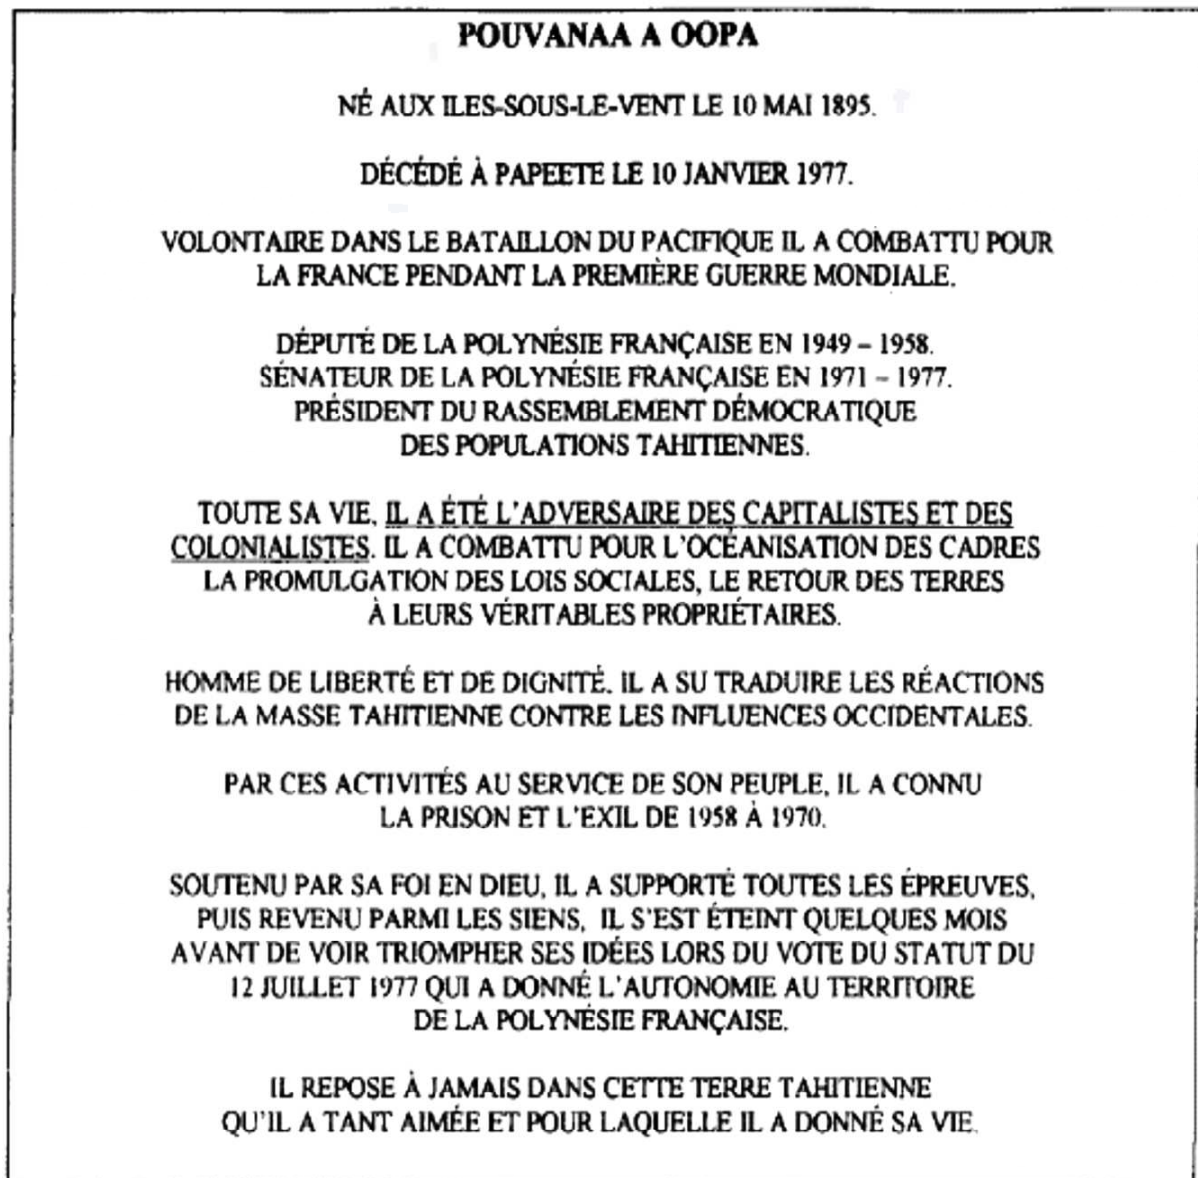 POUVANAA A OOPA
NÉ AUX ILES-SOUS-LE-VENT LE 10 MAI 1895.
DÉCÉDÉ À PAPEETE LE 10 JANVIER 1977.
VOLONTAIRE DANS LE BATAILLON DU PACIFIQUE IL A COMBATTU POUR
LA FRANCE PENDANT LA PREMIÈRE GUERRE MONDIALE.
DÉPUTÉ DE LA POLYNÉSIE FRANÇAISE EN 1949 – 1958.
SÉNATEUR DE LA POLYNÉSIE FRANÇAISE EN 1971 – 1977.
PRÉSIDENT DU RASSEMBLEMENT DÉMOCRATIQUE
DES POPULATIONS TAHITIENNES.
TOUTE SA VIE, IL A ÉTÉ L'ADVERSAIRE DES CAPITALISTES ET DES
COLONIALISTES. IL A COMBATTU POUR L'OCÉANISATION DES CADRES
LA PROMULGATION DES LOIS SOCIALES, LE RETOUR DES TERRES
À LEURS VÉRITABLES PROPRIÉTAIRES.
HOMME DE LIBERTÉ ET DE DIGNITÉ, IL A SU TRADUIRE LES RÉACTIONS
DE LA MASSE TAHITIENNE CONTRE LES INFLUENCES OCCIDENTALES.
PAR CES ACTIVITÉS AU SERVICE DE SON PEUPLE, IL A CONNU
LA PRISON ET L'EXIL DE 1958 À 1970.
SOUTENU PAR SA FOI EN DIEU, IL A SUPPORTÉ TOUTES LES ÉPREUVES,
PUIS REVENU PARMI LES SIENS, IL S'EST ÉTEINT QUELQUES MOIS
AVANT DE VOIR TRIOMPHER SES IDÉES LORS DU VOTE DU STATUT DU
12 JUILLET 1977 QUI A DONNÉ L'AUTONOMIE AU TERRITOIRE
DE LA POLYNÉSIE FRANÇAISE.
IL REPOSE À JAMAIS DANS CETTE TERRE TAHITIENNE
QU'IL A TANT AIMÉE ET POUR LAQUELLE IL A DONNÉ SA VIE.